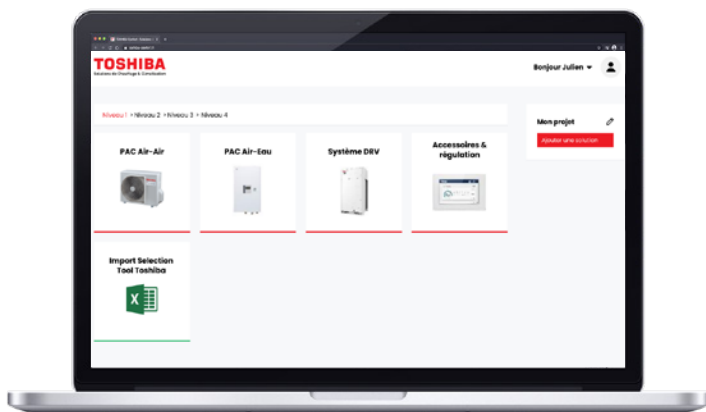 TOSHIBA
Solutions de Chauffage & Climatisation
Bonjour Julien
Niveau 1 > Niveau 2 > Niveau 3 > Niveau 4
Mon projet
Ajouter une solution
PAC Air-Air
PAC Air-Eau
Système DRV
Accessoires &
régulation
Import Selection
Tool Toshiba
X